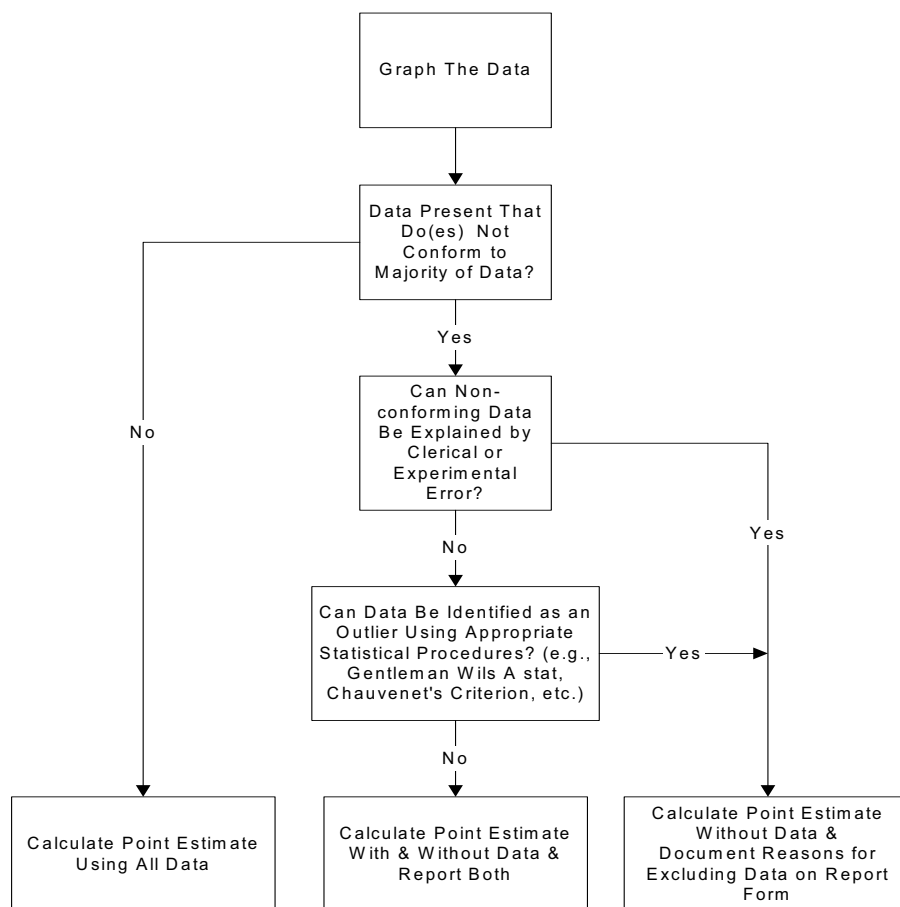 Graph The Data
Data Present That
Do(es) Not
Conform to
Majority of Data?
Yes
Can Non-
conforming Data
Be Explained by
Clerical or
Experimental
Error?
No
Yes
No
Can Data Be Identified as an
Outlier Using Appropriate
Statistical Procedures? (e.g.,
Gentleman Wils A stat,
Chauvenet's Criterion, etc.)
Yes
No
Calculate Point Estimate
Using All Data
Calculate Point Estimate
With & Without Data &
Report Both
Calculate Point Estimate
Without Data &
Document Reasons for
Excluding Data on Report
Form